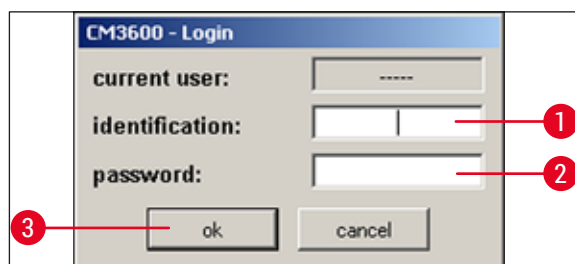 CM3600 - Login
current user: -----
identification: 1
password: 2
3 ok cancel